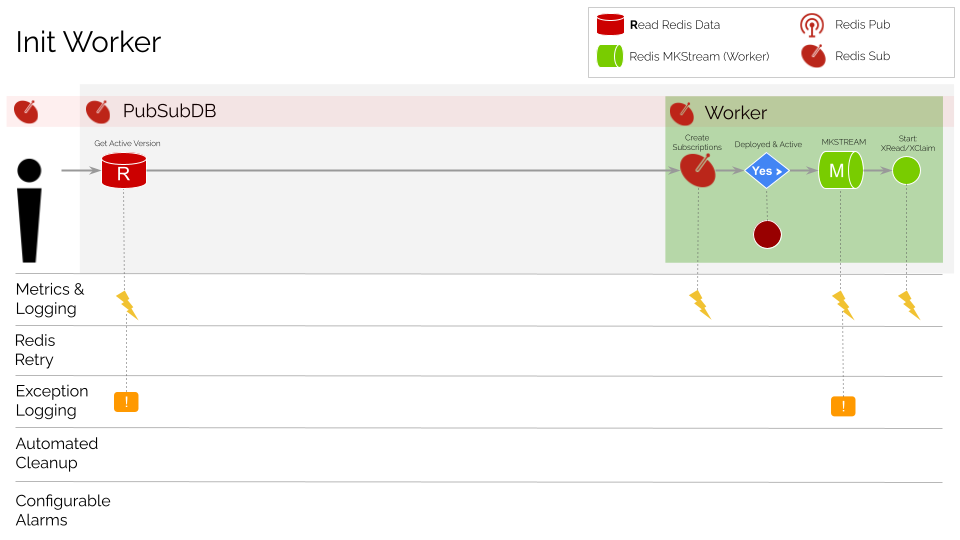 Init Worker
Read Redis Data
Redis Pub
Redis MKStream (Worker)
Redis Sub
PubSubDB
Worker
Get Active Version
R
Create
Subscriptions
Deployed & Active
Yes >
MKSTREAM
M
Start
XRead/XClaim
Metrics &
Logging
Redis
Retry
Exception
Logging
!
!
Automated
Cleanup
Configurable
Alarms